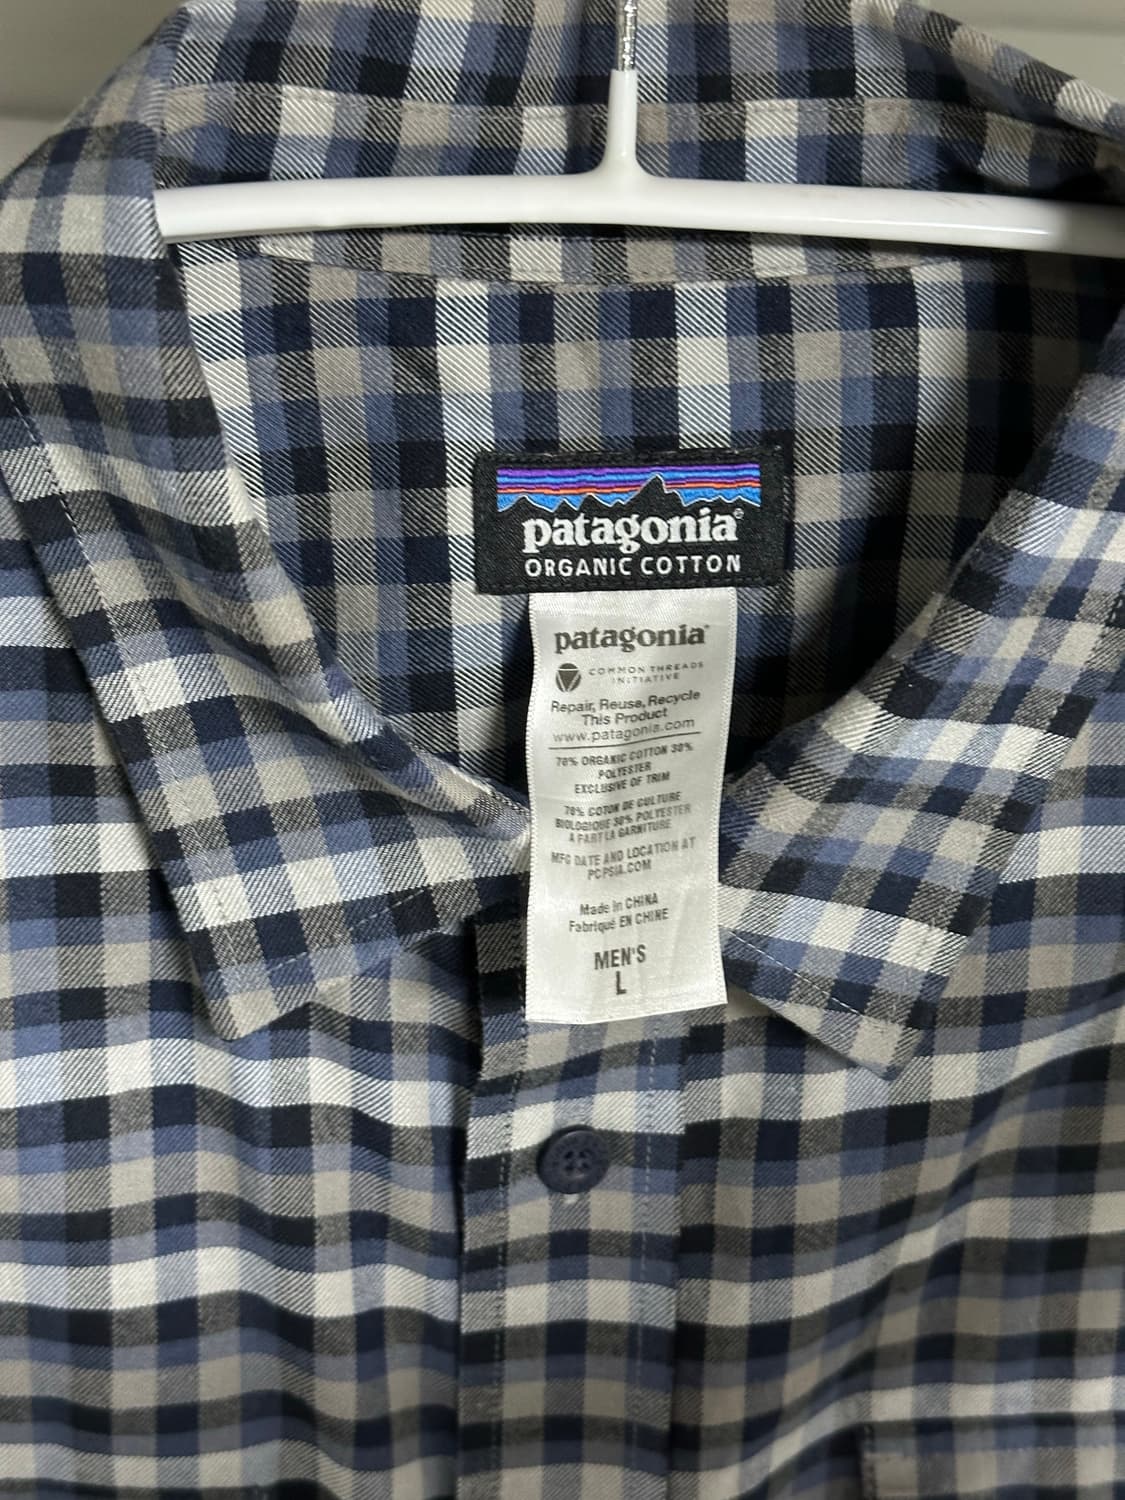 patagonia®
ORGANIC COTTON
patagonia®
COMMON THREADS
INITIATIVE
Repair, Reuse, Recycle
This Product
www.patagonia.com
70% ORGANIC COTTON 30%
POLYESTER
EXCLUSIVE OF TRIM
70% COTON DE CULTURE
BIOLOGIQUE 30% POLYESTER
A PART LA GARNITURE
MFG DATE AND LOCATION AT
PCPSIA.COM
Made in CHINA
Fabriqué EN CHINE
MEN'S
L